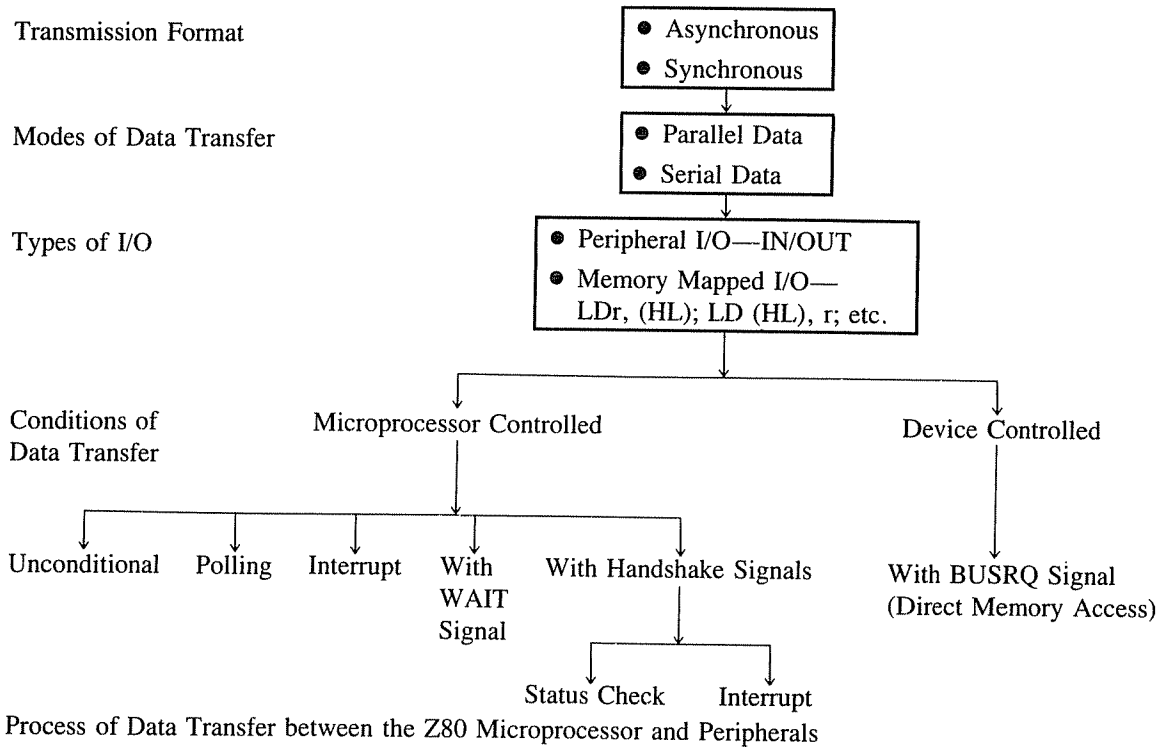 Transmission Format
● Asynchronous
● Synchronous
Modes of Data Transfer
● Parallel Data
● Serial Data
Types of I/O
● Peripheral I/O—IN/OUT
● Memory Mapped I/O—
LDr, (HL); LD (HL), r; etc.
Conditions of
Data Transfer
Microprocessor Controlled
Device Controlled
Unconditional
Polling
Interrupt
With
WAIT
Signal
With Handshake Signals
With BUSRQ Signal
(Direct Memory Access)
Status Check
Interrupt
Process of Data Transfer between the Z80 Microprocessor and Peripherals